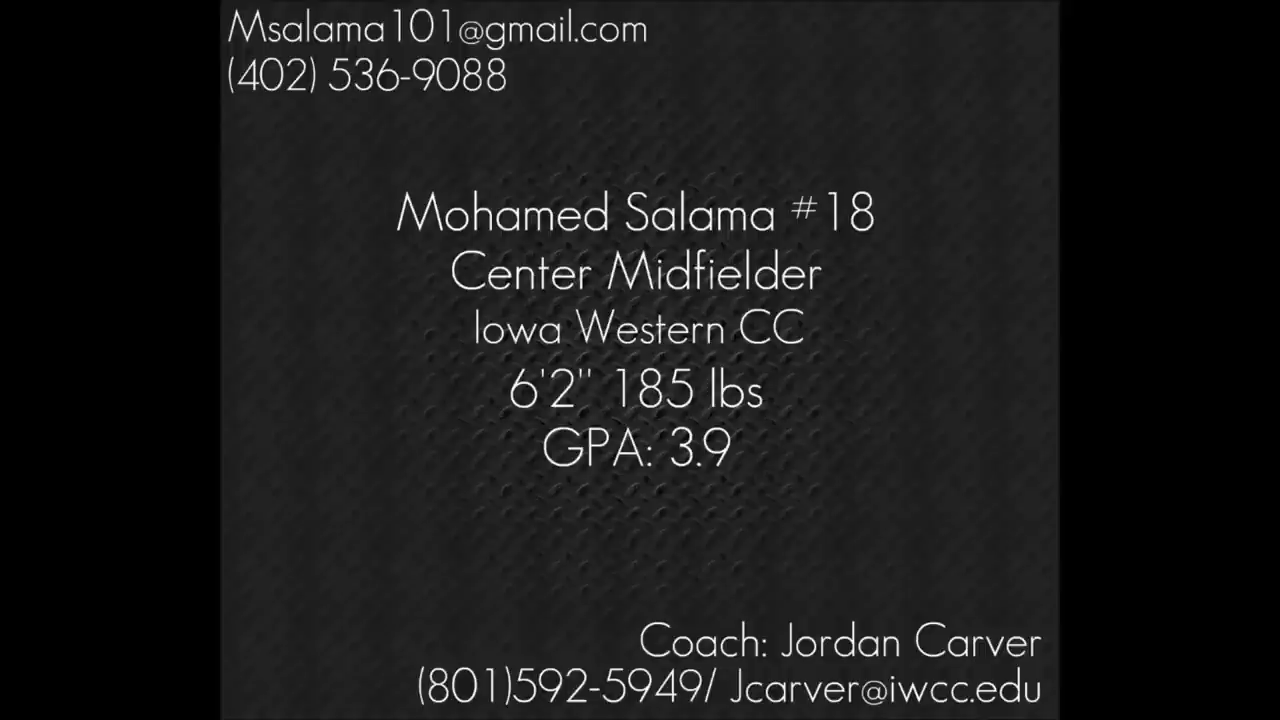 Msalama101@gmail.com
(402) 536-9088
Mohamed Salama #18
Center Midfielder
Iowa Western CC
6'2" 185 lbs
GPA: 3.9
Coach: Jordan Carver
(801)592-5949/ Jcarver@iwcc.edu